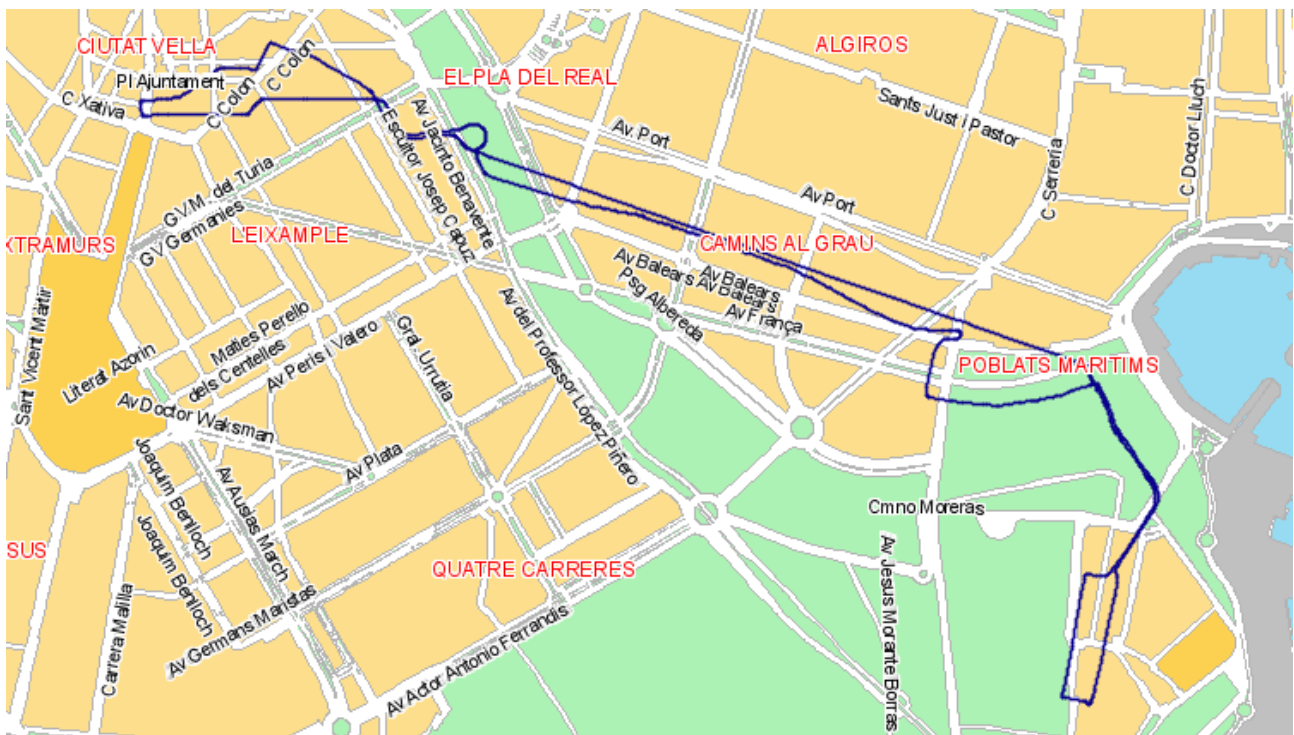 CIUTAT VELLA
Pl Ajuntament
C Xativa
C Colon
C Colon
EL PLA DEL REAL
ALGIROS
Sants Just i Pastor
C Doctor Lluch
Av. Port
Av Port
C Serreria
Av Jacinto Benavente
Escultor Josep Capuz
G.V.M. del Turia
GV Germanies
XTRAMURS
L'EIXAMPLE
CAMINS AL GRAU
Av Balears
Av Balears
Av Balears
Psg Albereda
Av França
POBLATS MARITIMS
Sant Vicent Màrtir
Literat Azorin
Maties Perello
dels Centelles
Av Peris i Valero
Gral. Urrutia
Av del Professor López Piñero
Av Doctor Waksman
Av Plata
Joaquim Benlloch
Joaquim Benlloch
Av Ausias March
Carrera Malilla
SUS
Av Germans Maristas
QUATRE CARRERES
Av Actor Antonio Ferrandis
Cmno Moreras
Av Jesus Morante Borras